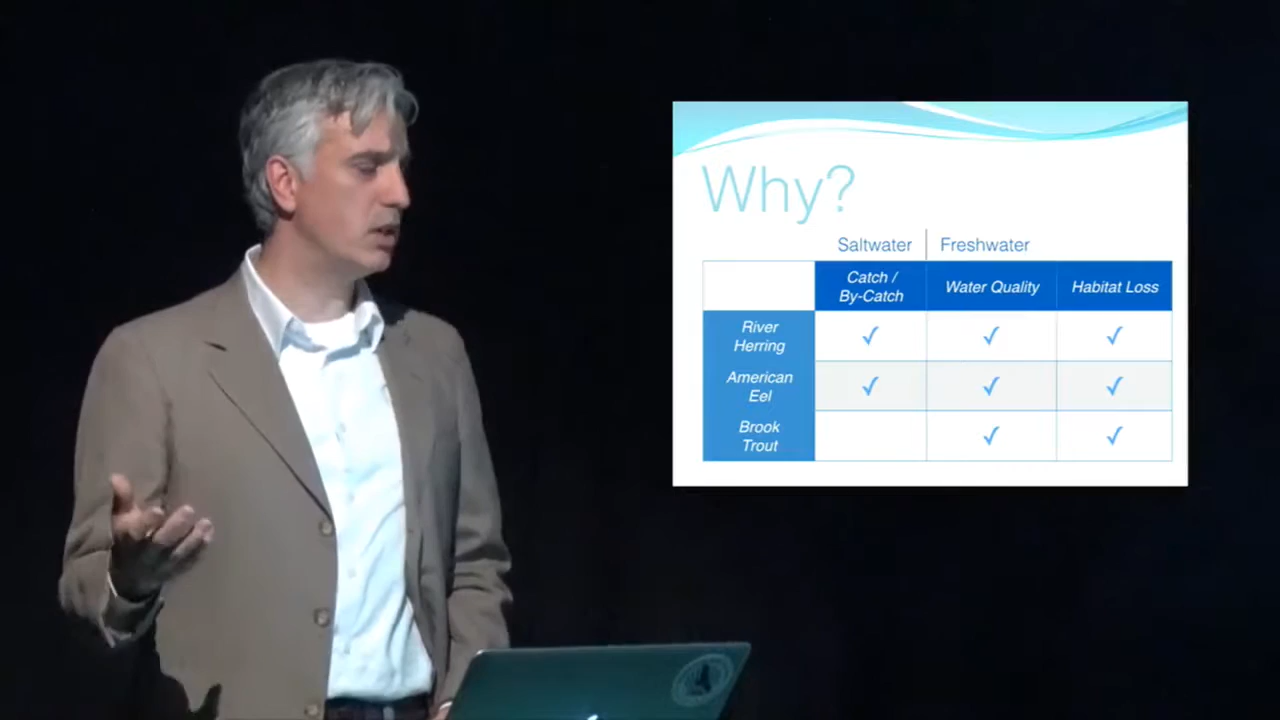 Why?
Saltwater Freshwater
Catch /
By-Catch
Water Quality
Habitat Loss
River
Herring
✓ ✓ ✓
American
Eel
✓ ✓ ✓
Brook
Trout
✓ ✓